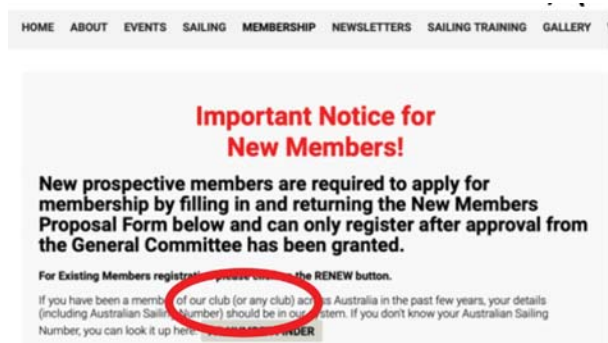 HOME ABOUT EVENTS SAILING MEMBERSHIP NEWSLETTERS SAILING TRAINING GALLERY
Important Notice for
New Members!
New prospective members are required to apply for
membership by filling in and returning the New Members
Proposal Form below and can only register after approval from
the General Committee has been granted.
For Existing Members the RENEW button.
If you have been a member of our club (or any club) Australia in the past few years, your details
(including Australian Sailing Number) should be in our If you don't know your Australian Sailing
Number, you can look it up here.